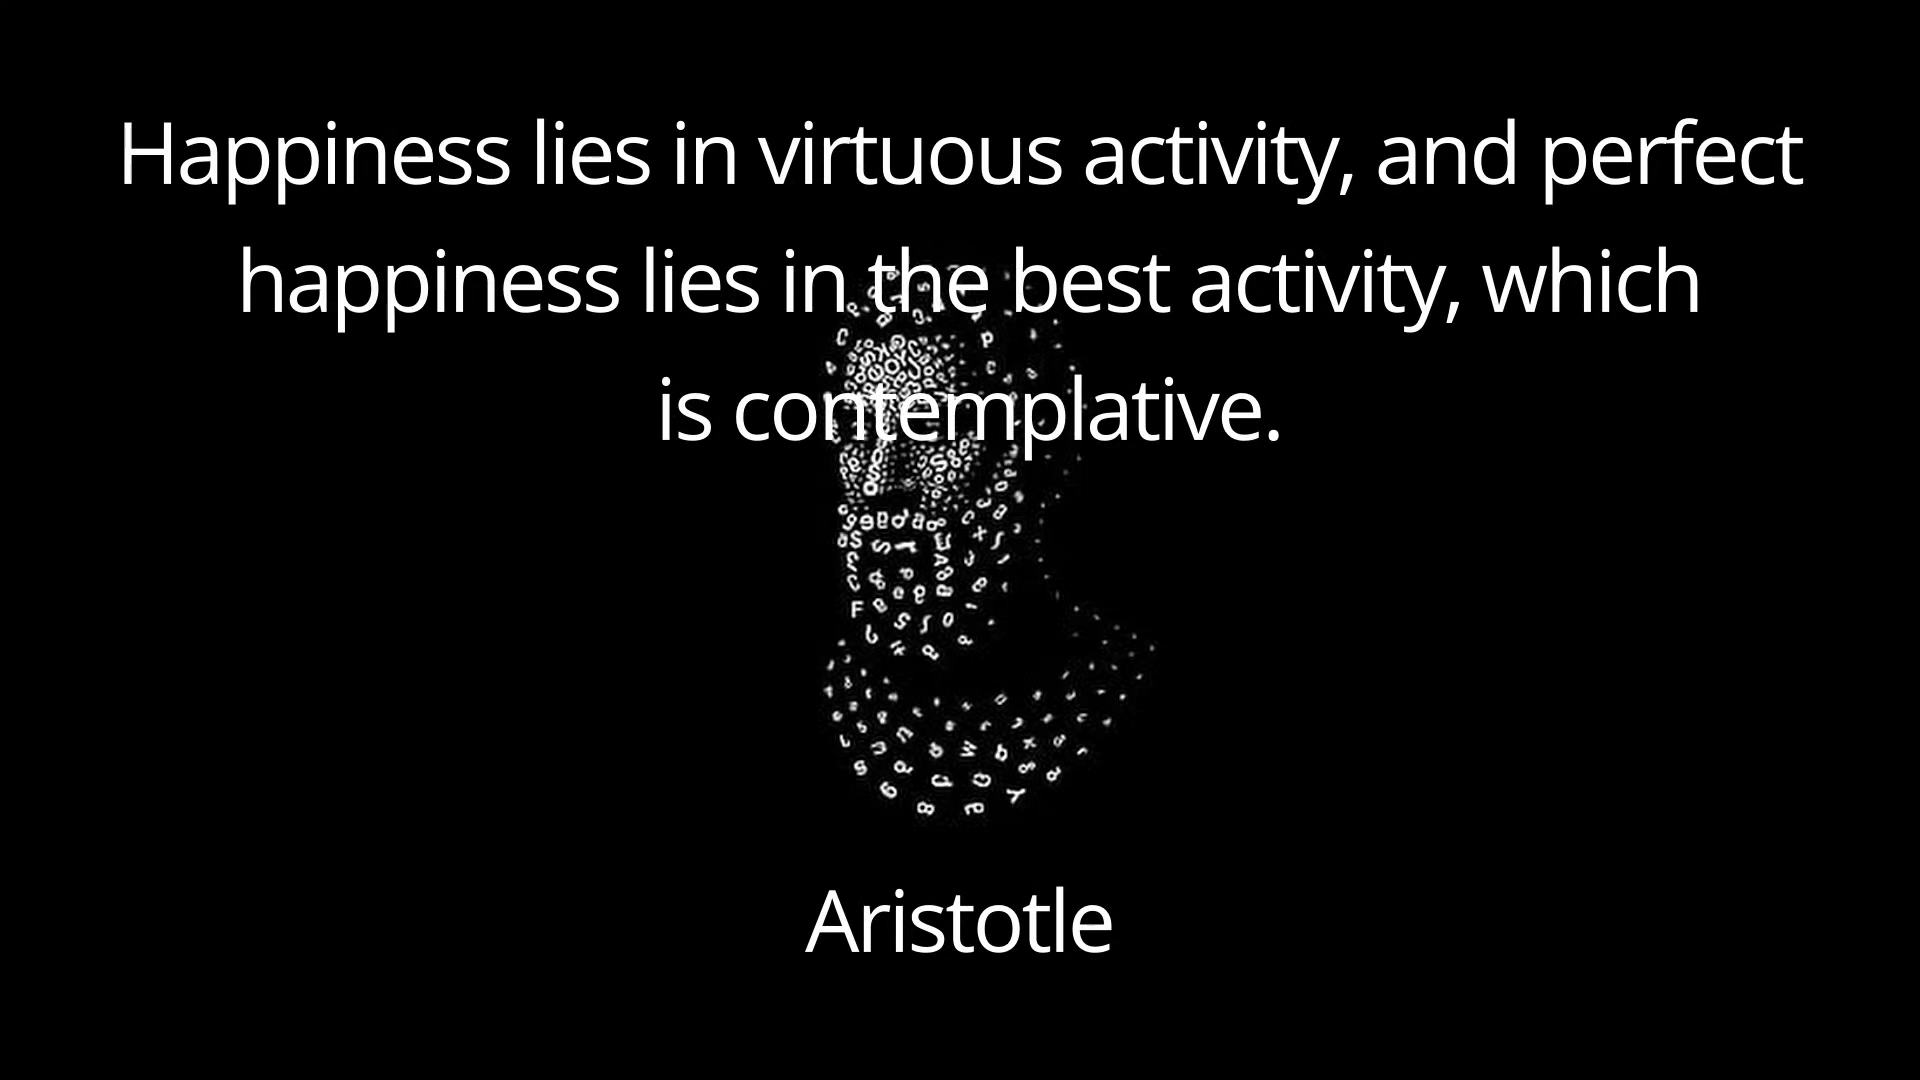 Happiness lies in virtuous activity, and perfect
happiness lies in the best activity, which
is contemplative.
Aristotle